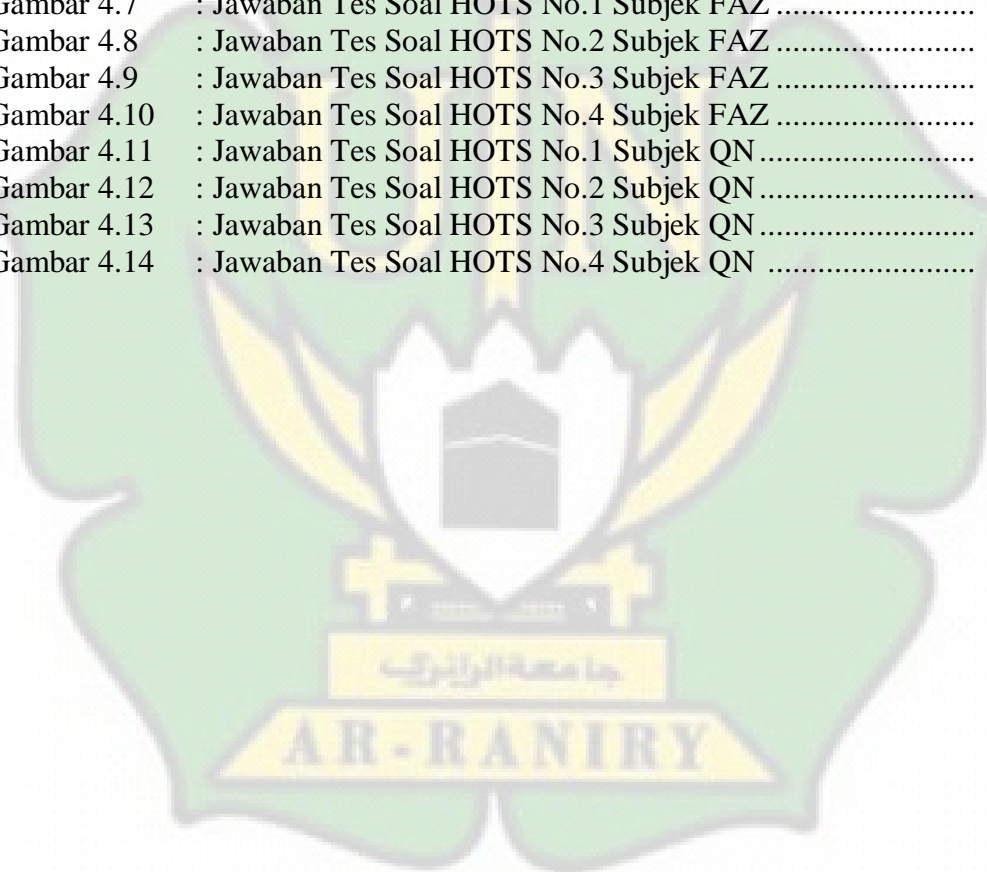 Gambar 4.7 : Jawaban Tes Soal HOTS No.1 Subjek FAZ ........................
Gambar 4.8 : Jawaban Tes Soal HOTS No.2 Subjek FAZ ........................
Gambar 4.9 : Jawaban Tes Soal HOTS No.3 Subjek FAZ ........................
Gambar 4.10 : Jawaban Tes Soal HOTS No.4 Subjek FAZ ........................
Gambar 4.11 : Jawaban Tes Soal HOTS No.1 Subjek QN ..........................
Gambar 4.12 : Jawaban Tes Soal HOTS No.2 Subjek QN ..........................
Gambar 4.13 : Jawaban Tes Soal HOTS No.3 Subjek QN ..........................
Gambar 4.14 : Jawaban Tes Soal HOTS No.4 Subjek QN .........................
UIN
جامعة الرانري
AR-RANIRY